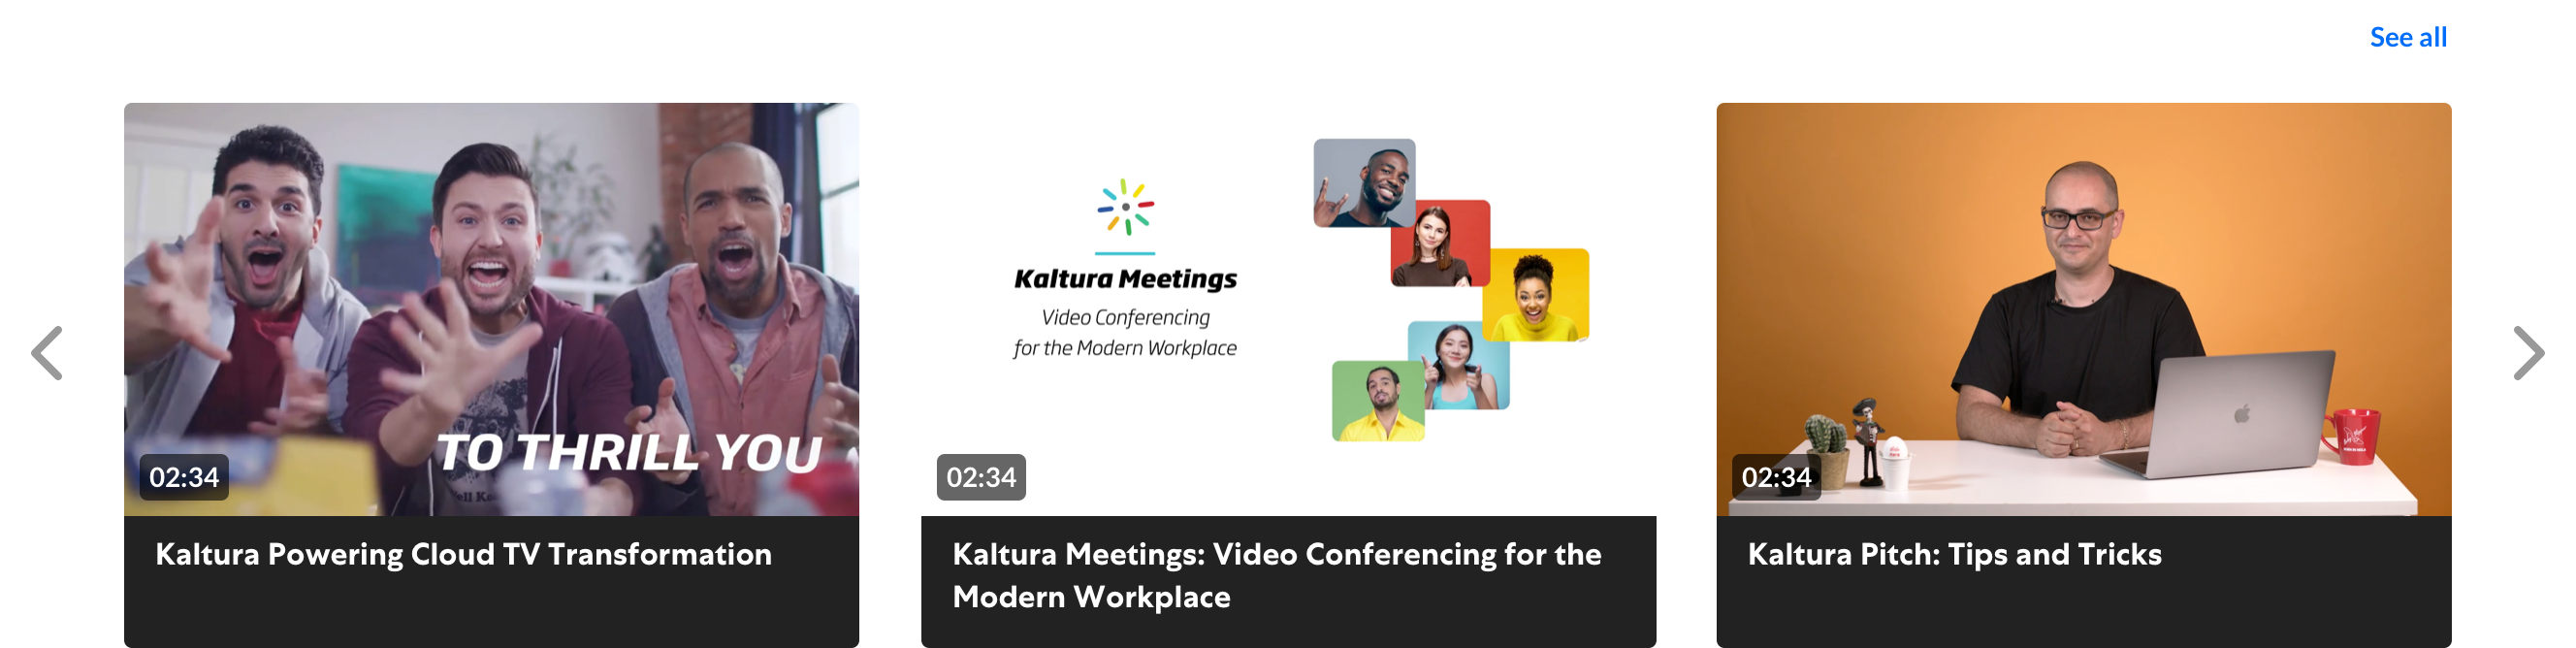 See all
TO THRILL YOU
02:34
Kaltura Powering Cloud TV Transformation
Kaltura Meetings
Video Conferencing
for the Modern Workplace
02:34
Kaltura Meetings: Video Conferencing for the
Modern Workplace
02:34
Kaltura Pitch: Tips and Tricks